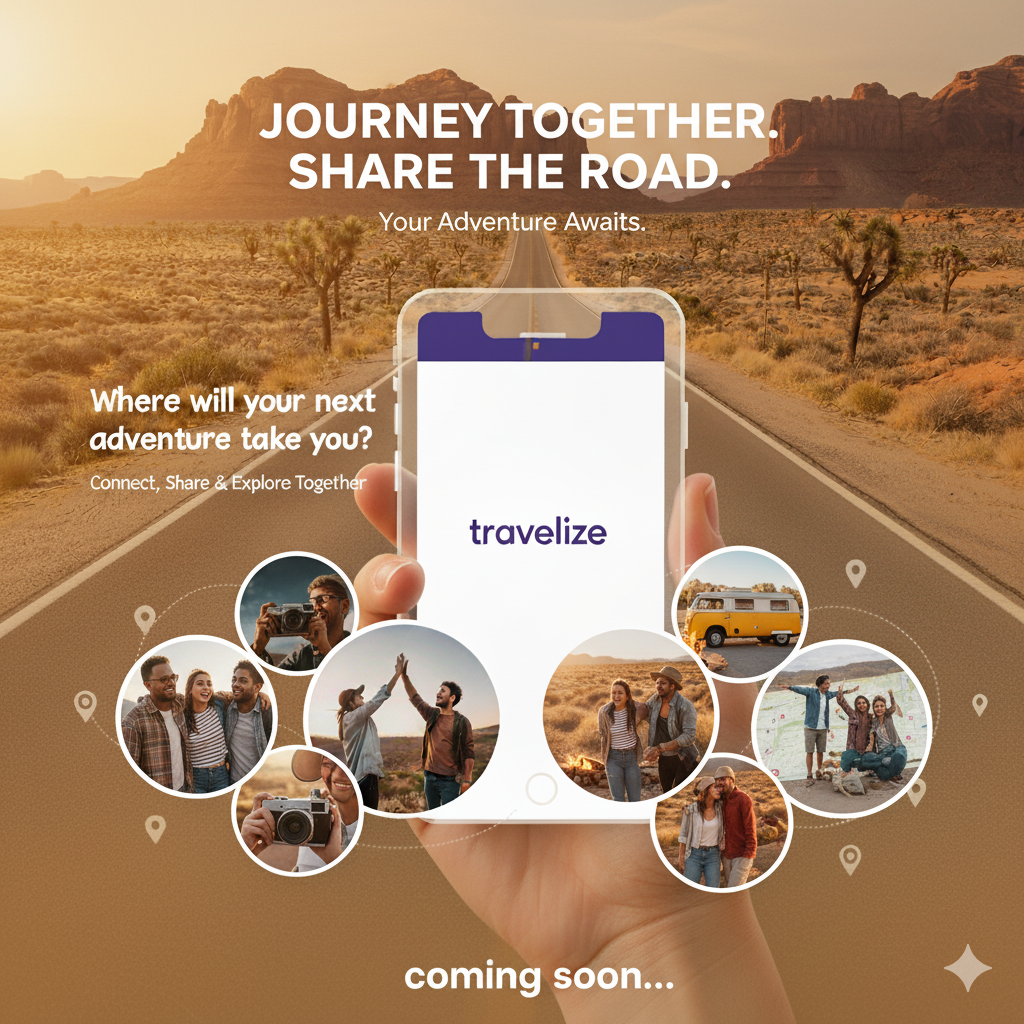 JOURNEY TOGETHER.
SHARE THE ROAD.
Your Adventure Awaits.
Where will your next
adventure take you?
Connect, Share & Explore Together
travelize
coming soon...